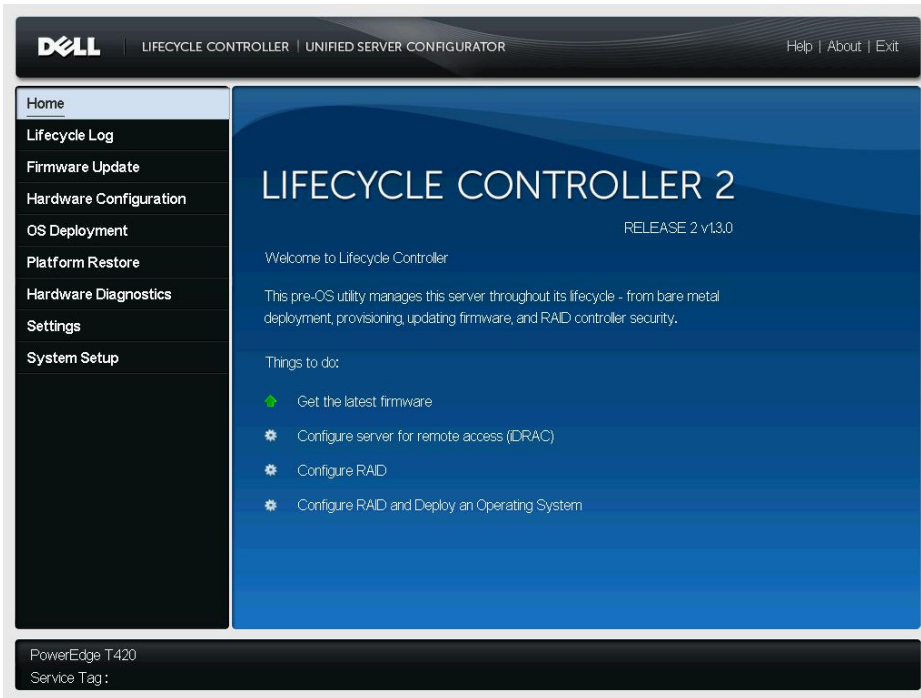 DELL LIFECYCLE CONTROLLER | UNIFIED SERVER CONFIGURATOR Help | About | Exit
Home
Lifecycle Log
Firmware Update
Hardware Configuration
OS Deployment
Platform Restore
Hardware Diagnostics
Settings
System Setup
LIFECYCLE CONTROLLER 2
RELEASE 2 v1.3.0
Welcome to Lifecycle Controller
This pre-OS utility manages this server throughout its lifecycle - from bare metal
deployment, provisioning, updating firmware, and RAID controller security.
Things to do:
Get the latest firmware
Configure server for remote access (iDRAC)
Configure RAID
Configure RAID and Deploy an Operating System
PowerEdge T420
Service Tag :